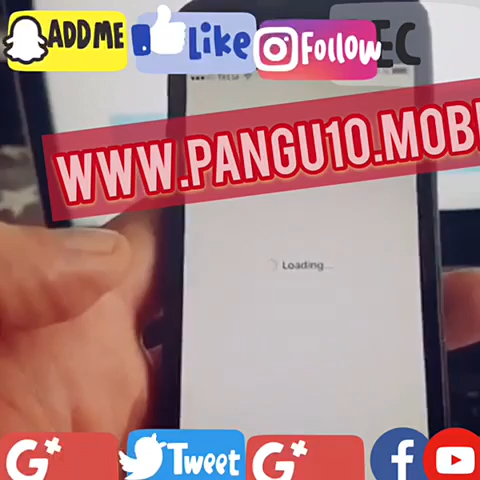 ADD ME
Like
Follow
EC
WWW.PANGU10.MOBI
Loading...
G+
Tweet
G+